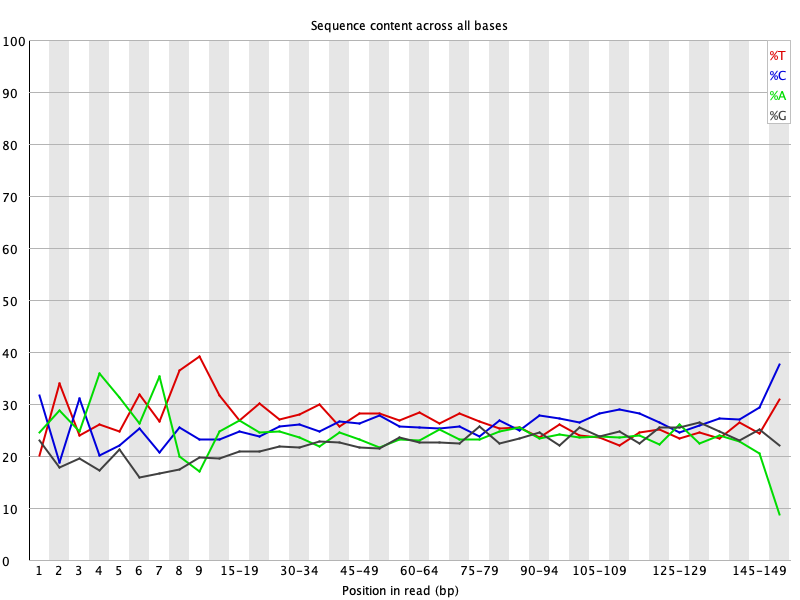 Sequence content across all bases
100
90
80
70
60
50
40
30
20
10
0
%T
%C
%A
%G
1 2 3 4 5 6 7 8 9 15-19 30-34 45-49 60-64 75-79 90-94 105-109 125-129 145-149
Position in read (bp)